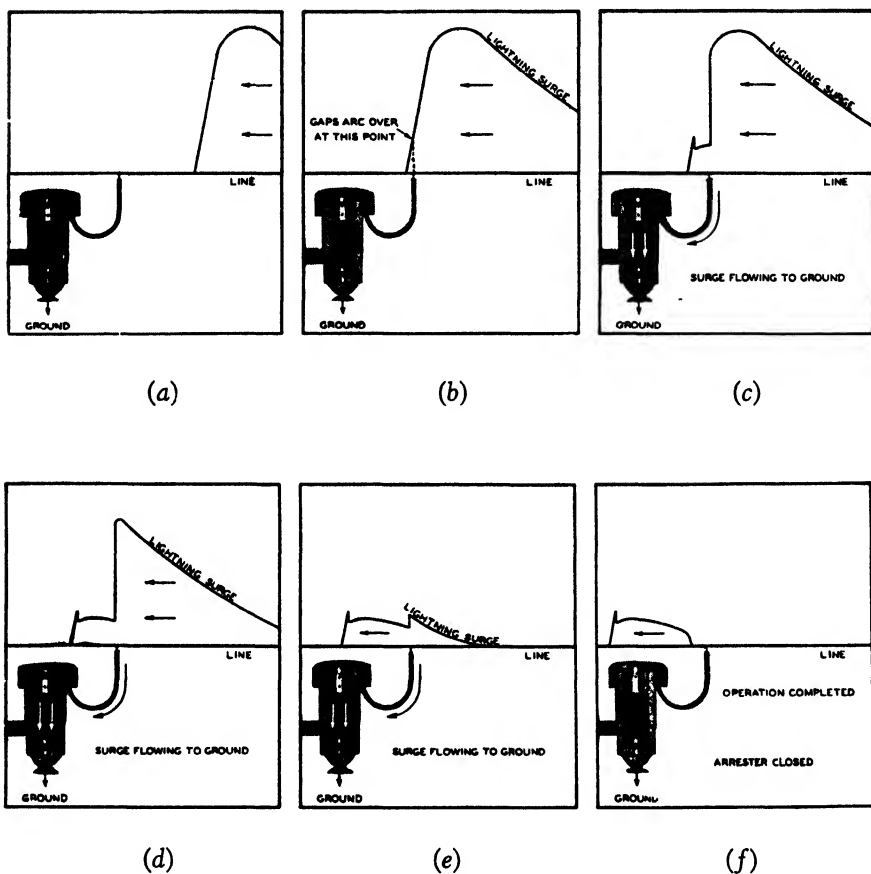 LINE
GROUND
(a)
LIGHTNING SURGE
GAPS ARC OVER
AT THIS POINT
LINE
GROUND
(b)
LIGHTNING SURGE
LINE
SURGE FLOWING TO GROUND
GROUND
(c)
LIGHTNING SURGE
LINE
SURGE FLOWING TO GROUND
GROUND
(d)
LIGHTNING SURGE
LINE
SURGE FLOWING TO GROUND
GROUND
(e)
LINE
OPERATION COMPLETED
ARRESTER CLOSED
GROUND
(f)